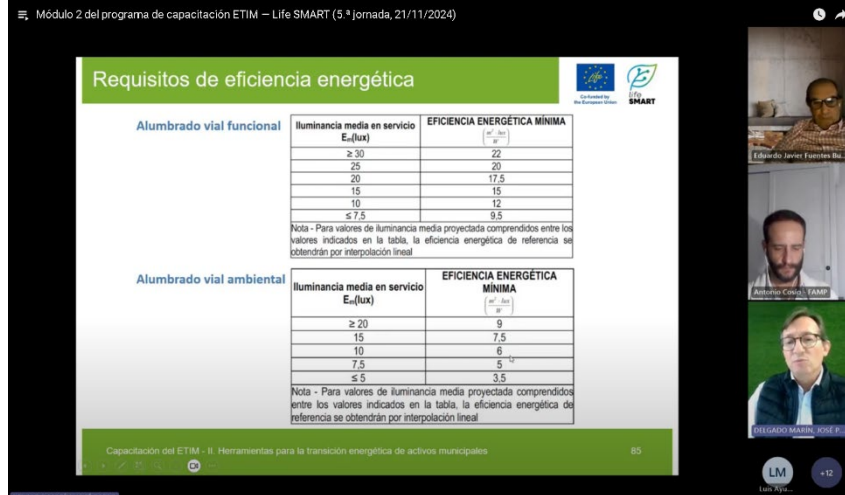 Módulo 2 del programa de capacitación ETIM – Life SMART (5.ª jornada, 21/11/2024)
Requisitos de eficiencia energética
Co-funded by
the European Union
life
SMART
Alumbrado vial funcional
Iluminancia media en servicio
Em(lux)
EFICIENCIA ENERGÉTICA MÍNIMA
(m² · lux / W)
≥ 30 22
25 20
20 17,5
15 15
10 12
≤ 7,5 9,5
Nota - Para valores de iluminancia media proyectada comprendidos entre los
valores indicados en la tabla, la eficiencia energética de referencia se
obtendrán por interpolación lineal
Alumbrado vial ambiental
Iluminancia media en servicio
Em(lux)
EFICIENCIA ENERGÉTICA
MÍNIMA
(m² · lux / W)
≥ 20 9
15 7,5
10 6
7,5 5
≤ 5 3,5
Nota - Para valores de iluminancia media proyectada comprendidos
entre los valores indicados en la tabla, la eficiencia energética de
referencia se obtendrán por interpolación lineal
Capacitación del ETIM - II. Herramientas para la transición energética de activos municipales
85
Eduardo Javier Fuentes Bu...
Antonio Cosío - FAMP
DELGADO MARÍN, JOSÉ P...
LM
+12
Luis Ayu...